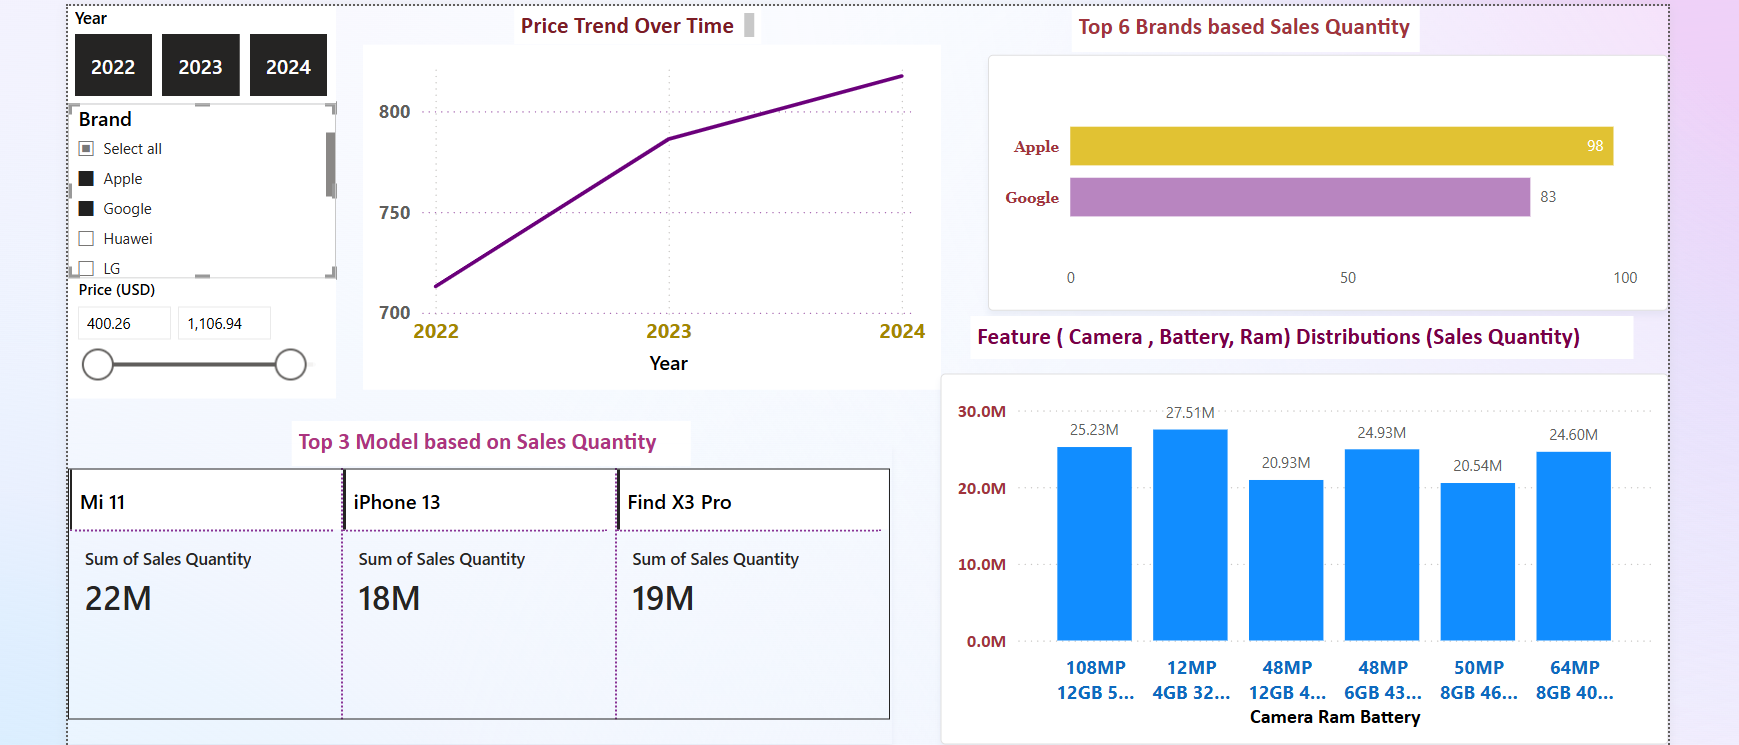 Year
2022 2023 2024
Brand
Select all
Apple
Google
Huawei
LG
Price (USD)
400.26 1,106.94
Price Trend Over Time
800
750
700
2022 2023 2024
Year
Top 6 Brands based Sales Quantity
Apple 98
Google 83
0 50 100
Top 3 Model based on Sales Quantity
Mi 11
Sum of Sales Quantity
22M
iPhone 13
Sum of Sales Quantity
18M
Find X3 Pro
Sum of Sales Quantity
19M
Feature ( Camera , Battery, Ram) Distributions (Sales Quantity)
30.0M
20.0M
10.0M
0.0M
25.23M 27.51M 20.93M 24.93M 20.54M 24.60M
108MP 12MP 48MP 48MP 50MP 64MP
12GB 5... 4GB 32... 12GB 4... 6GB 43... 8GB 46... 8GB 40...
Camera Ram Battery